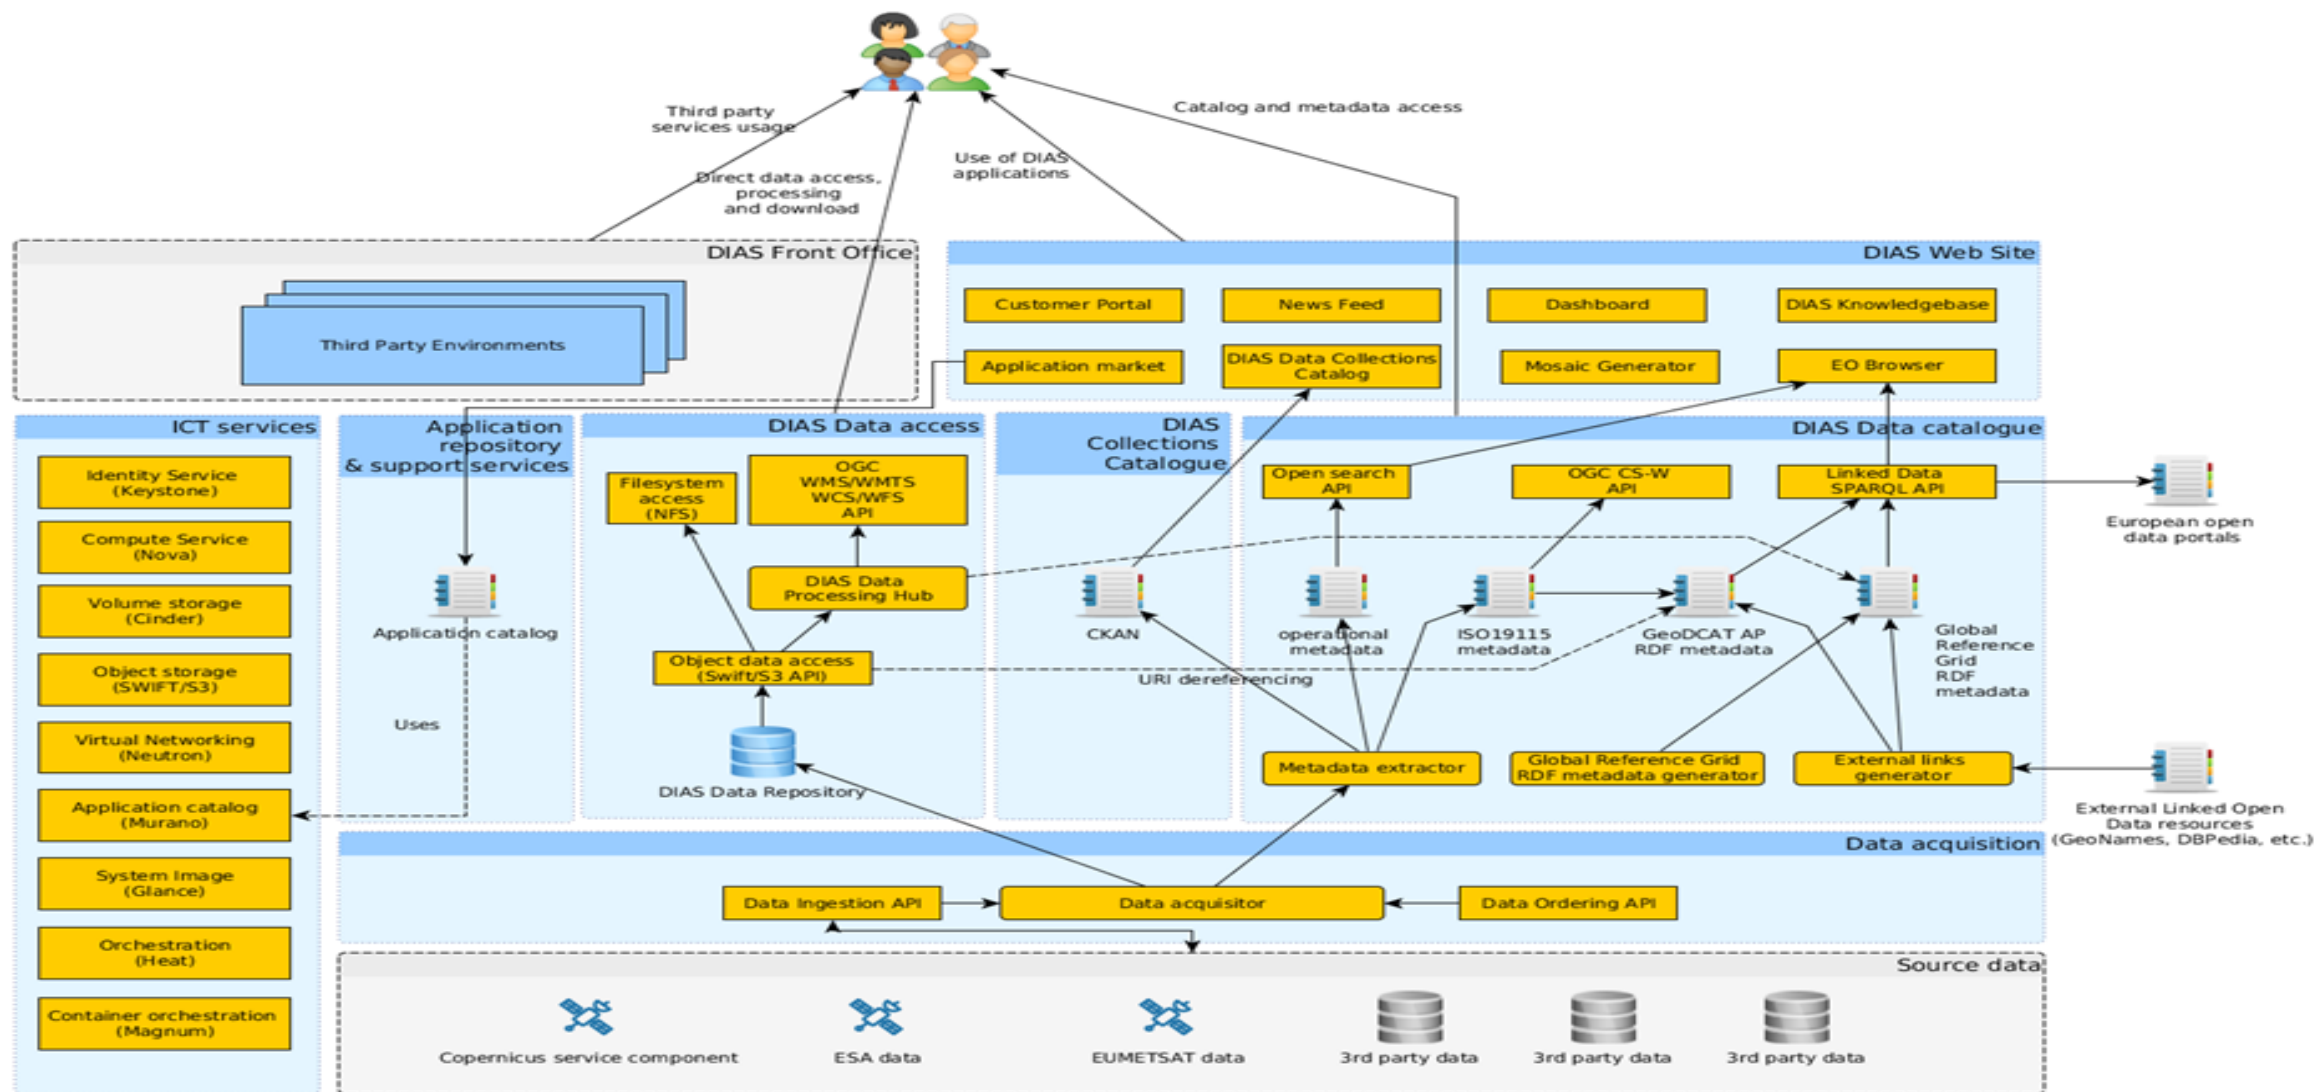 Third party
services usage
Catalog and metadata access
Use of DIAS
applications
Direct data access,
processing
and download
DIAS Front Office
Third Party Environments
DIAS Web Site
Customer Portal
News Feed
Dashboard
DIAS Knowledgebase
Application market
DIAS Data Collections
Catalog
Mosaic Generator
EO Browser
ICT services
Identity Service
(Keystone)
Compute Service
(Nova)
Volume storage
(Cinder)
Object storage
(SWIFT/S3)
Virtual Networking
(Neutron)
Application catalog
(Murano)
System Image
(Glance)
Orchestration
(Heat)
Container orchestration
(Magnum)
Application
repository
& support services
Application catalog
Uses
DIAS Data access
Filesystem
access
(NFS)
OGC
WMS/WMTS
WCS/WFS
API
DIAS Data
Processing Hub
Object data access
(Swift/S3 API)
DIAS Data Repository
DIAS
Collections
Catalogue
CKAN
URI dereferencing
DIAS Data catalogue
Open search
API
OGC CS-W
API
Linked Data
SPARQL API
operational
metadata
ISO19115
metadata
GeoDCAT AP
RDF metadata
Global
Reference
Grid
RDF
metadata
Metadata extractor
Global Reference Grid
RDF metadata generator
External links
generator
European open
data portals
External Linked Open
Data resources
(GeoNames, DBPedia, etc.)
Data acquisition
Data Ingestion API
Data acquisitor
Data Ordering API
Source data
Copernicus service component
ESA data
EUMETSAT data
3rd party data
3rd party data
3rd party data